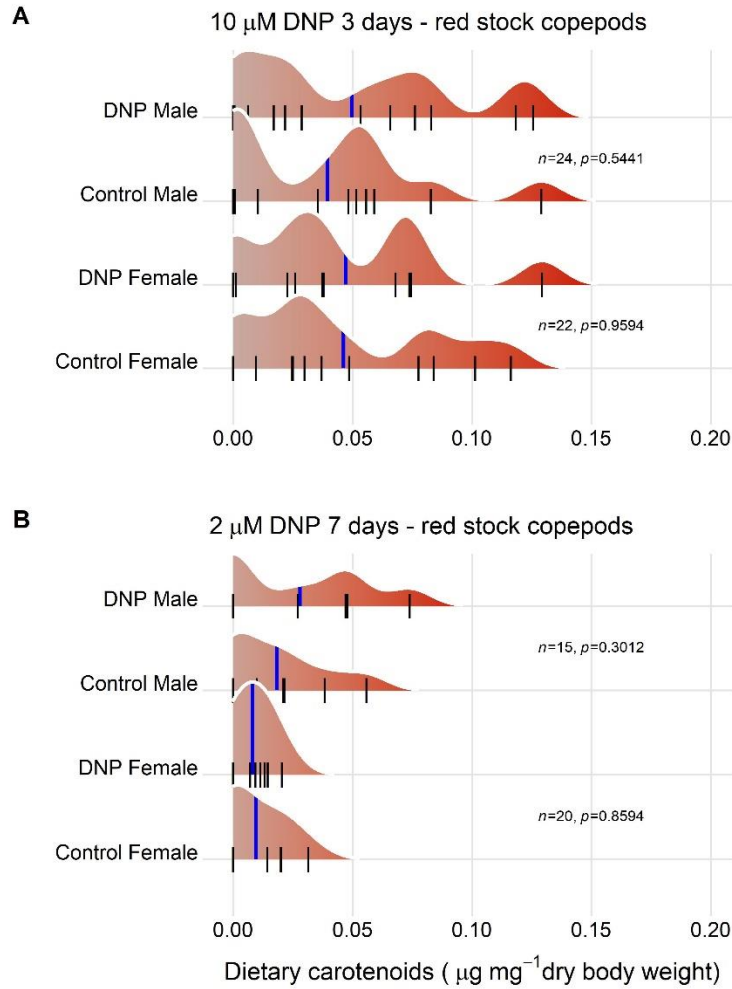 A
10 μM DNP 3 days - red stock copepods
DNP Male
n=24, p=0.5441
Control Male
DNP Female
n=22, p=0.9594
Control Female
0.00 0.05 0.10 0.15 0.20
B
2 μM DNP 7 days - red stock copepods
DNP Male
n=15, p=0.3012
Control Male
DNP Female
n=20, p=0.8594
Control Female
0.00 0.05 0.10 0.15 0.20
Dietary carotenoids ( μg mg⁻¹dry body weight)